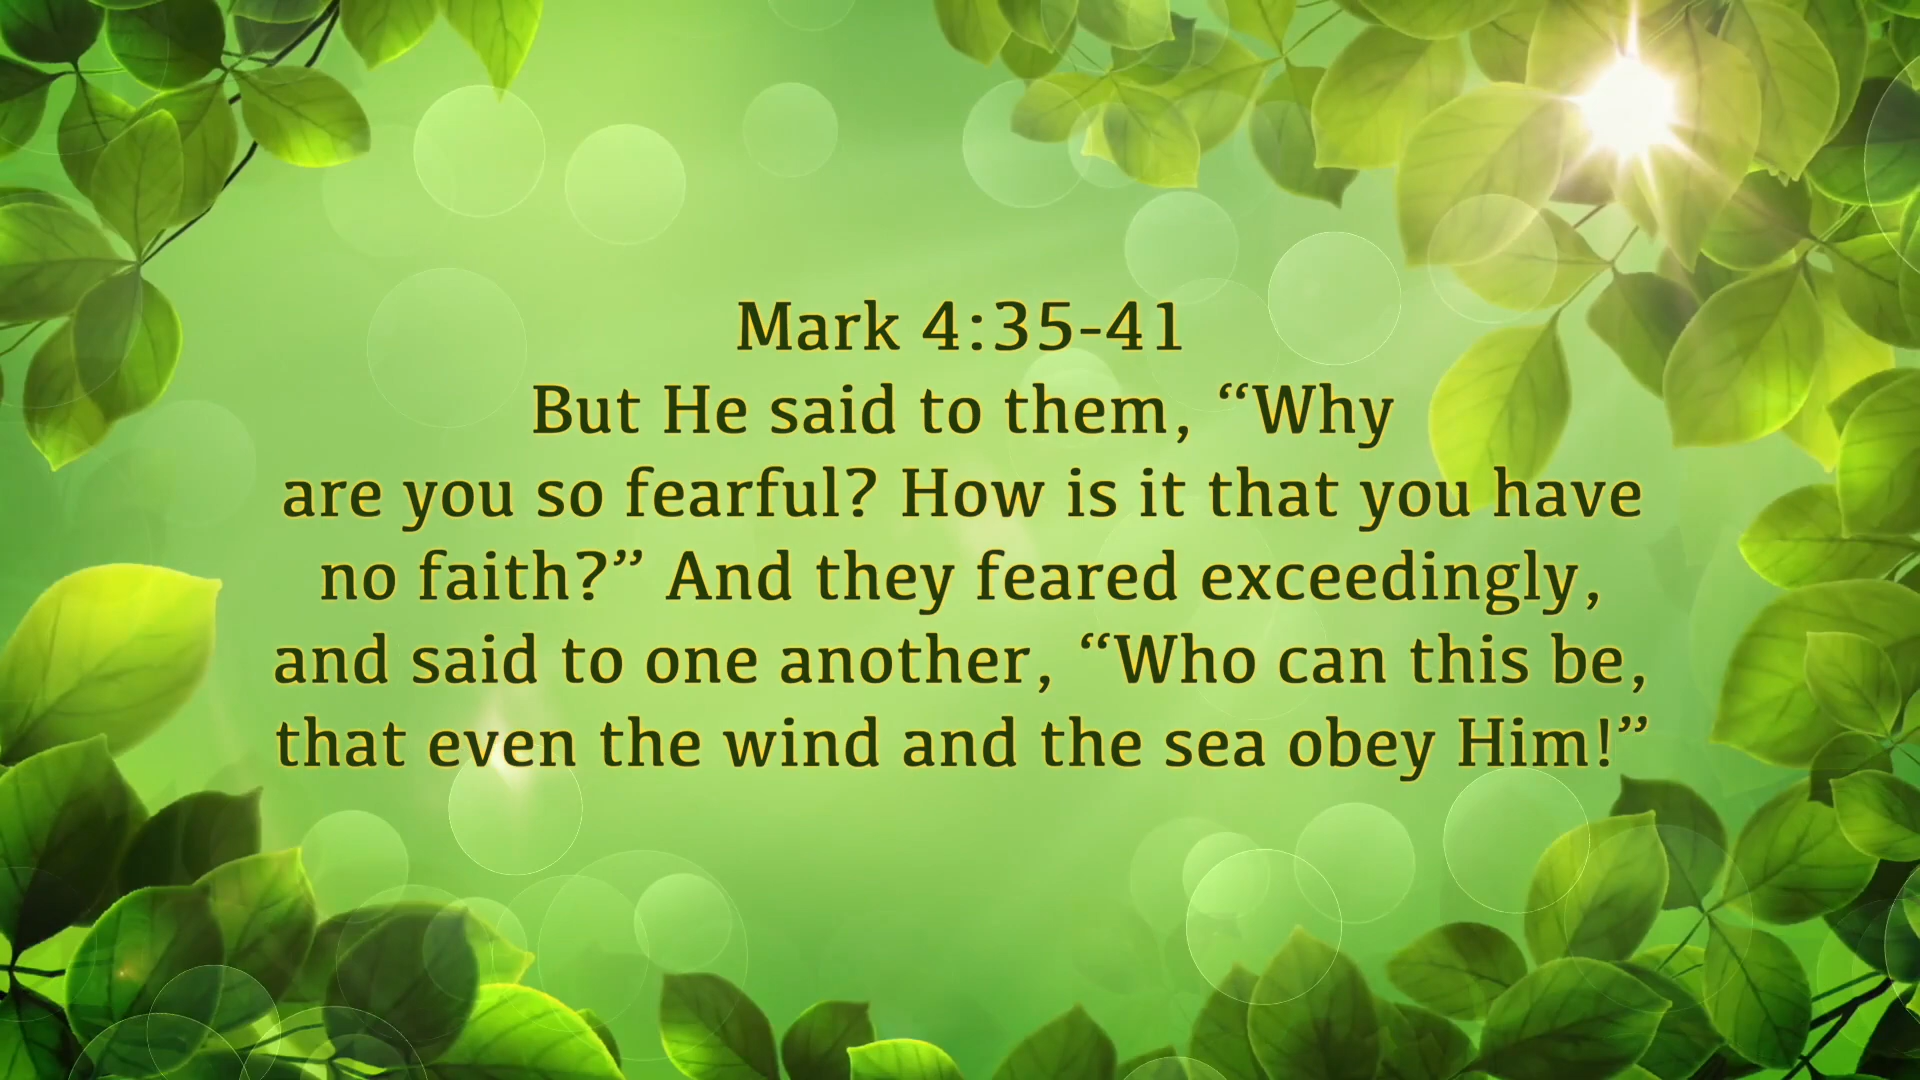 Mark 4:35-41
But He said to them, “Why
are you so fearful? How is it that you have
no faith?” And they feared exceedingly,
and said to one another, “Who can this be,
that even the wind and the sea obey Him!”